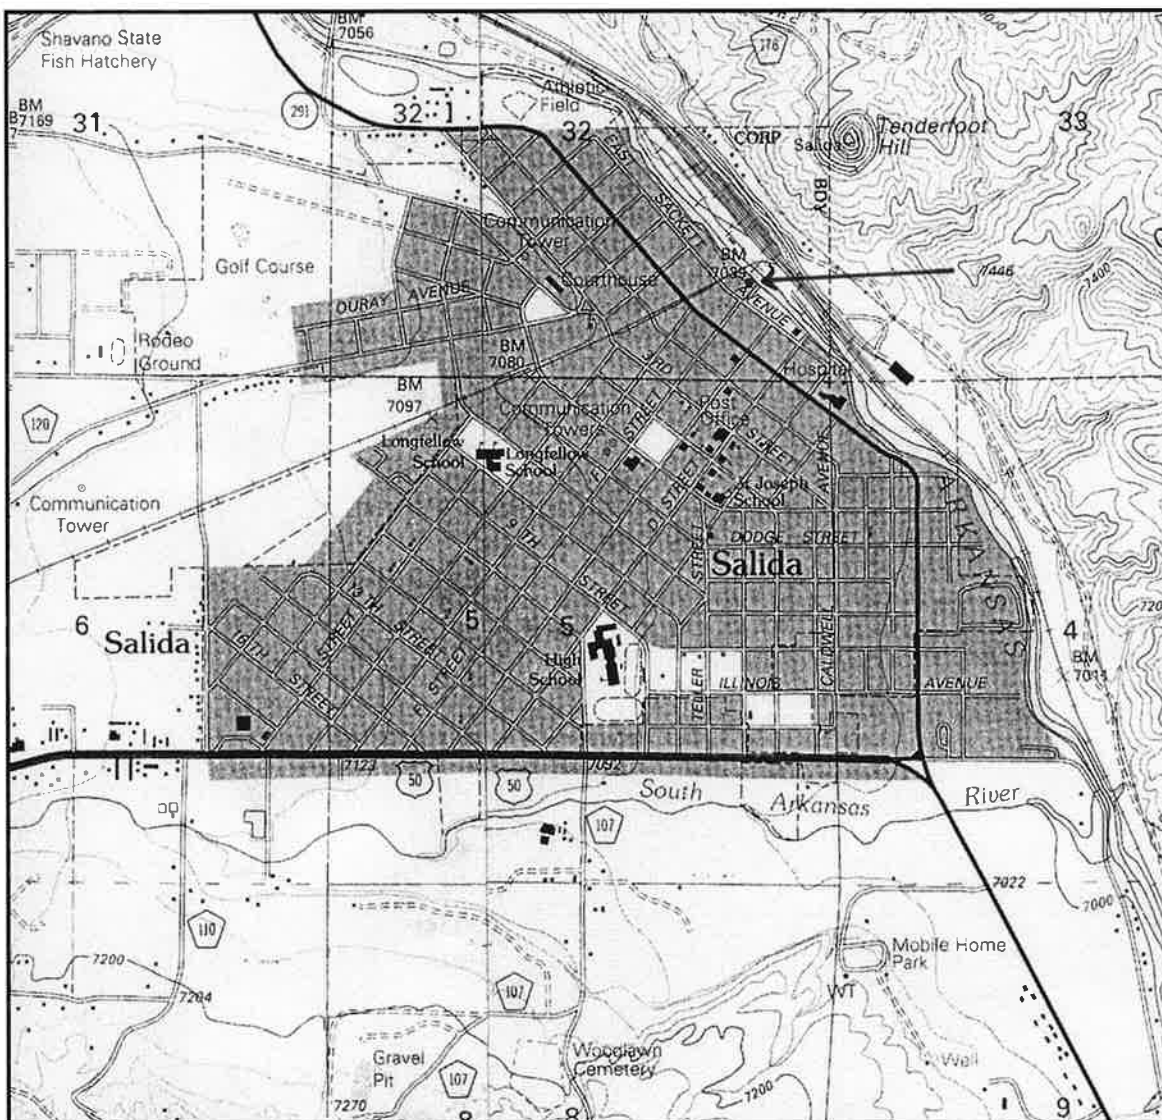 Shavano State
Fish Hatchery
BM
7056
176
BM
7169
31
291
32
1
Athletic
Field
32
CORP
Salida
Tenderfoot
Hill
33
BDY
EAST
SACKETT
AVENUE
Communication
Tower
Golf Course
Courthouse
BM
7035
7446
7400
OURAY AVENUE
Rodeo
Ground
BM
7080
3RD
STREET
Hospital
BM
7097
120
Communication
Towers
Post
Office
Longfellow
School
Longfellow
School
F
STREET
D STREET
St Joseph
School
AVENUE
ARKANSAS
Communication
Tower
9TH
STREET
STREET
DODGE STREET
Salida
13TH
STREET
STREET
F STREET
6
Salida
5
5
16TH
STREET
High
School
TELLER
ILLINOIS
CALDWELL
AVENUE
4
BM
7011
7123
50
50
7092
South Arkansas River
107
7022
7000
110
7200
7204
107
Mobile Home
Park
WT
Gravel
Pit
107
Woodlawn
Cemetery
Well
7200
7270
8
8
9